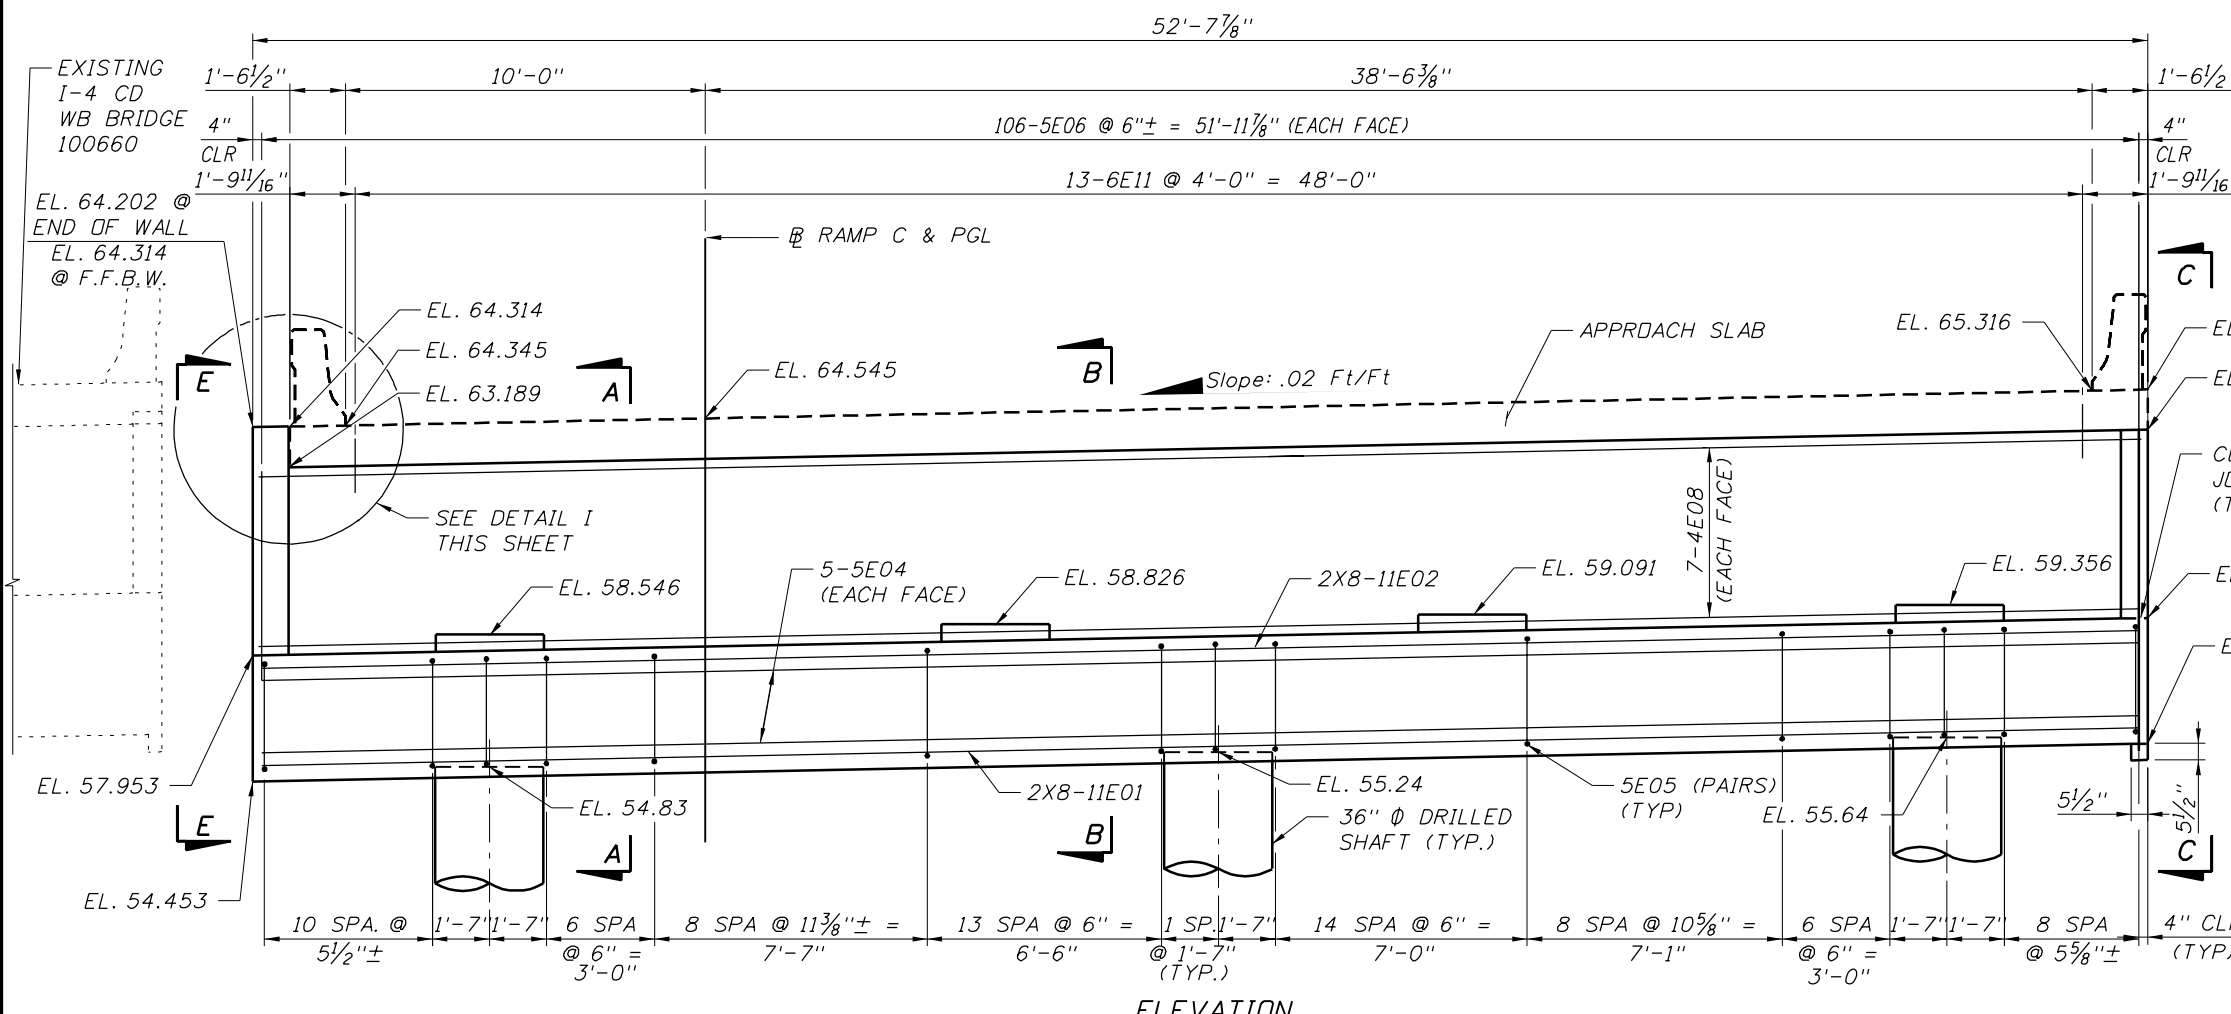 52'-7⅞"
1'-6½"
10'-0"
38'-6⅜"
1'-6½
EXISTING
I-4 CD
WB BRIDGE
100660
4"
CLR
106-5E06 @ 6"± = 51'-11⅞" (EACH FACE)
4"
CLR
1'-9 11/16"
13-6E11 @ 4'-0" = 48'-0"
1'-9 11/16
EL. 64.202 @
END OF WALL
EL. 64.314
@ F.F.B.W.
℄ RAMP C & PGL
C
EL. 64.314
EL. 64.345
EL. 63.189
E
A
EL. 64.545
B
Slope: .02 Ft/Ft
APPROACH SLAB
EL. 65.316
EL
EL
SEE DETAIL I
THIS SHEET
7-4E08
(EACH FACE)
5-5E04
(EACH FACE)
EL. 58.546
EL. 58.826
2X8-11E02
EL. 59.091
EL. 59.356
EL. 57.953
EL. 54.83
2X8-11E01
EL. 55.24
36" Ø DRILLED
SHAFT (TYP.)
5E05 (PAIRS)
(TYP)
EL. 55.64
5½"
5½"
E
A
B
C
EL. 54.453
10 SPA. @
5½"±
1'-7"
1'-7"
6 SPA
@ 6" =
3'-0"
8 SPA @ 11⅜"± =
7'-7"
13 SPA @ 6" =
6'-6"
1 SP.
@ 1'-7"
(TYP.)
1'-7"
14 SPA @ 6" =
7'-0"
8 SPA @ 10⅝" =
7'-1"
6 SPA
@ 6" =
3'-0"
1'-7"
1'-7"
8 SPA
@ 5⅝"±
4" CL
(TYP)
ELEVATION